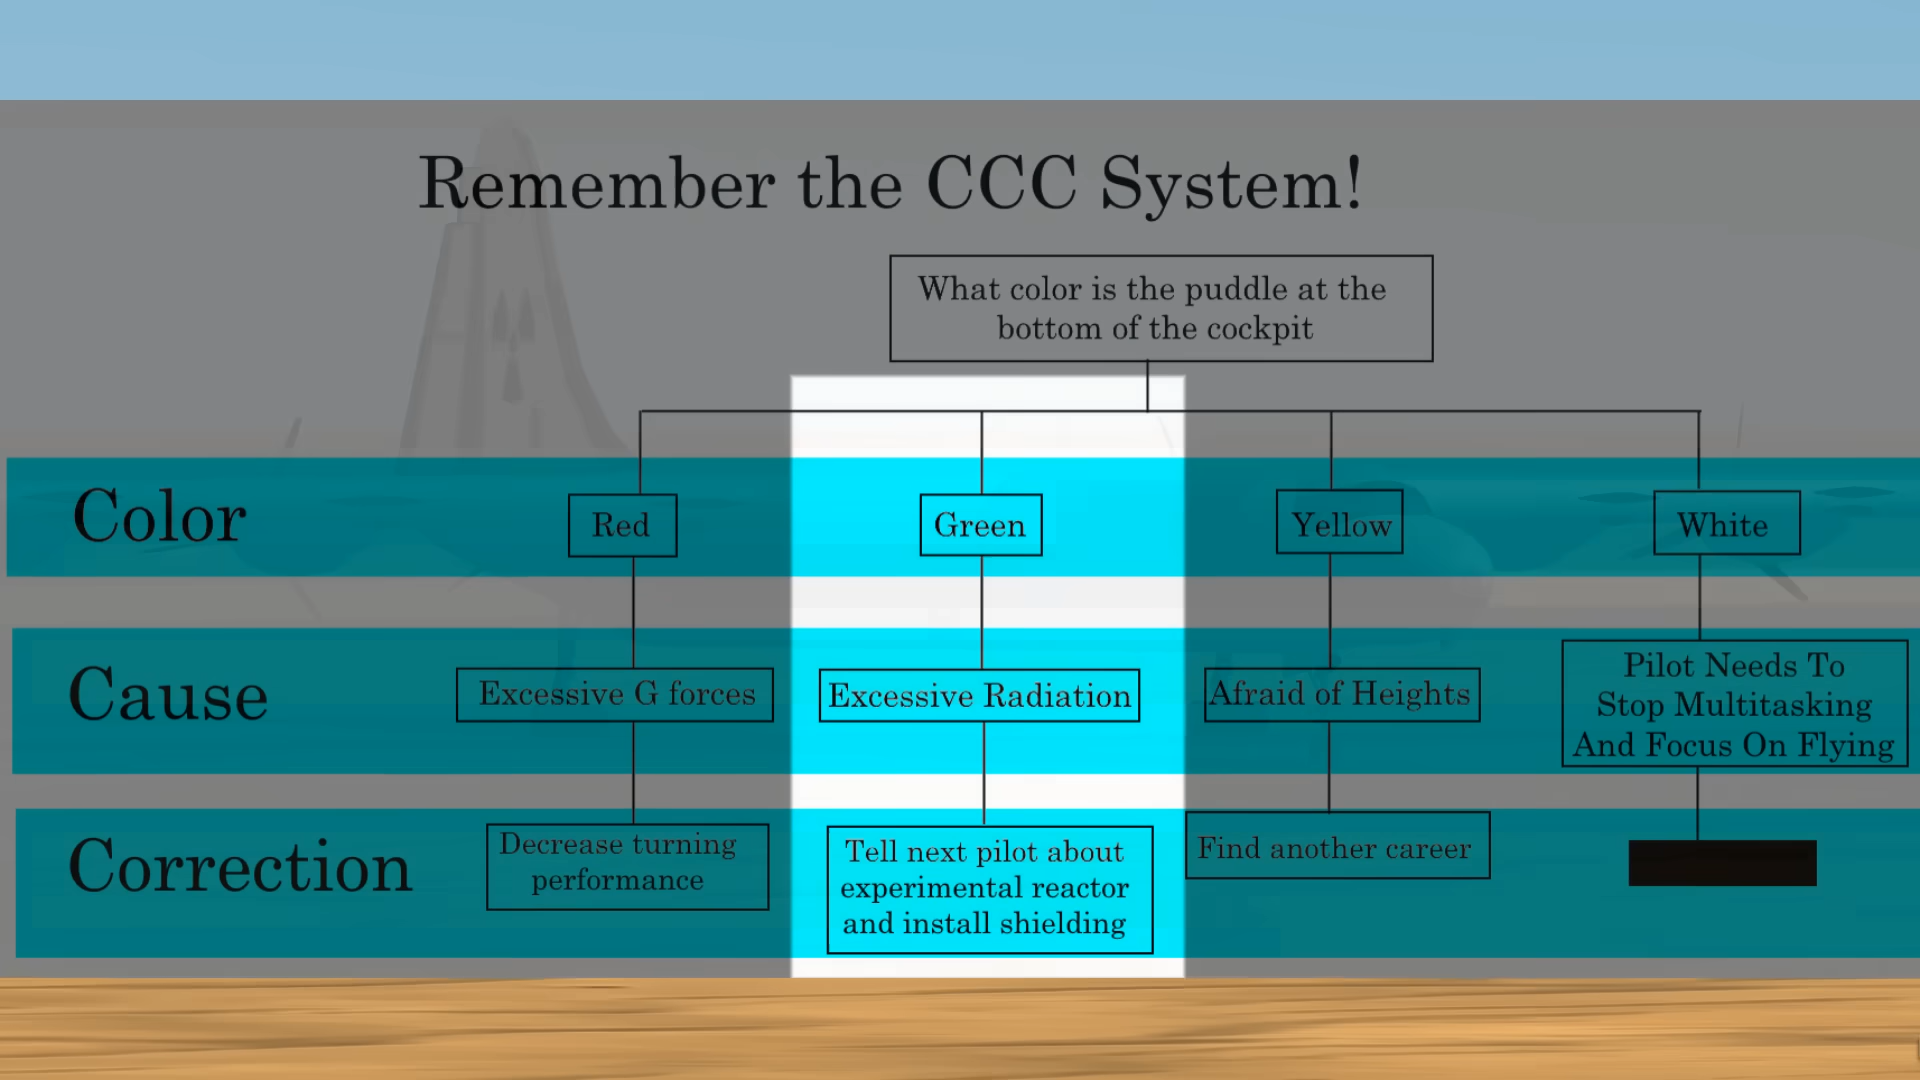 Remember the CCC System!
What color is the puddle at the
bottom of the cockpit
Color
Red
Green
Yellow
White
Cause
Excessive G forces
Excessive Radiation
Afraid of Heights
Pilot Needs To
Stop Multitasking
And Focus On Flying
Correction
Decrease turning
performance
Tell next pilot about
experimental reactor
and install shielding
Find another career